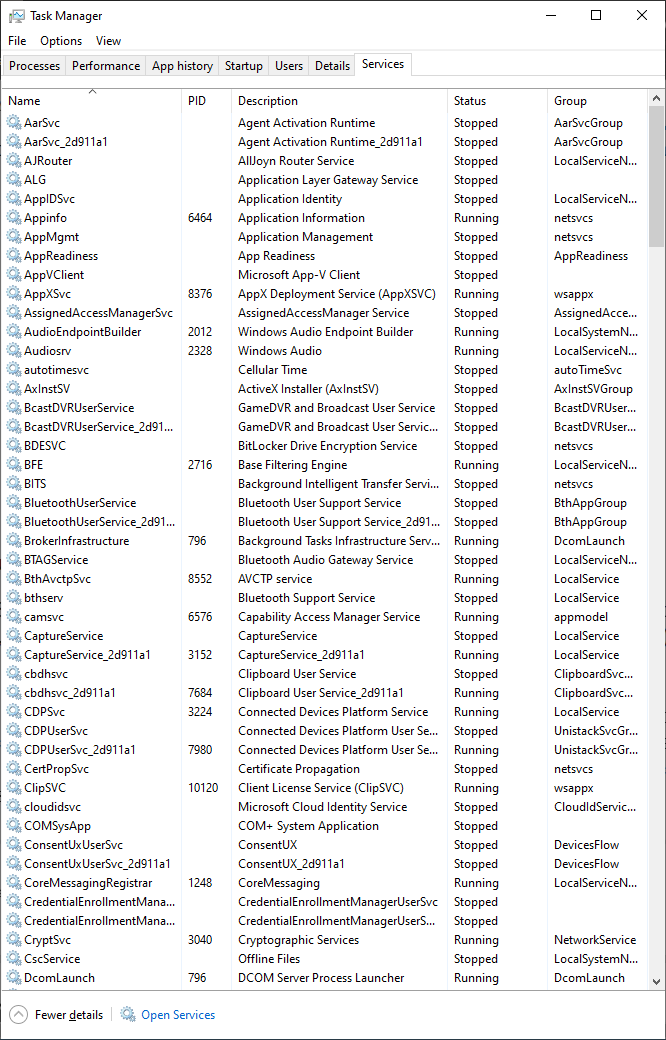 Task Manager
File Options View
Processes Performance App history Startup Users Details Services
Name PID Description Status Group
AarSvc Agent Activation Runtime Stopped AarSvcGroup
AarSvc_2d911a1 Agent Activation Runtime_2d911a1 Stopped AarSvcGroup
AJRouter AllJoyn Router Service Stopped LocalServiceN...
ALG Application Layer Gateway Service Stopped
AppIDSvc Application Identity Stopped LocalServiceN...
Appinfo 6464 Application Information Running netsvcs
AppMgmt Application Management Stopped netsvcs
AppReadiness App Readiness Stopped AppReadiness
AppVClient Microsoft App-V Client Stopped
AppXSvc 8376 AppX Deployment Service (AppXSVC) Running wsappx
AssignedAccessManagerSvc AssignedAccessManager Service Stopped AssignedAcce...
AudioEndpointBuilder 2012 Windows Audio Endpoint Builder Running LocalSystemN...
Audiosrv 2328 Windows Audio Running LocalServiceN...
autotimesvc Cellular Time Stopped autoTimeSvc
AxInstSV ActiveX Installer (AxInstSV) Stopped AxInstSVGroup
BcastDVRUserService GameDVR and Broadcast User Service Stopped BcastDVRUser...
BcastDVRUserService_2d91... GameDVR and Broadcast User Servic... Stopped BcastDVRUser...
BDESVC BitLocker Drive Encryption Service Stopped netsvcs
BFE 2716 Base Filtering Engine Running LocalServiceN...
BITS Background Intelligent Transfer Servi... Stopped netsvcs
BluetoothUserService Bluetooth User Support Service Stopped BthAppGroup
BluetoothUserService_2d91... Bluetooth User Support Service_2d91... Stopped BthAppGroup
BrokerInfrastructure 796 Background Tasks Infrastructure Serv... Running DcomLaunch
BTAGService Bluetooth Audio Gateway Service Stopped LocalServiceN...
BthAvctpSvc 8552 AVCTP service Running LocalService
bthserv Bluetooth Support Service Stopped LocalService
camsvc 6576 Capability Access Manager Service Running appmodel
CaptureService CaptureService Stopped LocalService
CaptureService_2d911a1 3152 CaptureService_2d911a1 Running LocalService
cbdhsvc Clipboard User Service Stopped ClipboardSvc...
cbdhsvc_2d911a1 7684 Clipboard User Service_2d911a1 Running ClipboardSvc...
CDPSvc 3224 Connected Devices Platform Service Running LocalService
CDPUserSvc Connected Devices Platform User Se... Stopped UnistackSvcGr...
CDPUserSvc_2d911a1 7980 Connected Devices Platform User Se... Running UnistackSvcGr...
CertPropSvc Certificate Propagation Stopped netsvcs
ClipSVC 10120 Client License Service (ClipSVC) Running wsappx
cloudidsvc Microsoft Cloud Identity Service Stopped CloudIdServic...
COMSysApp COM+ System Application Stopped
ConsentUxUserSvc ConsentUX Stopped DevicesFlow
ConsentUxUserSvc_2d911a1 ConsentUX_2d911a1 Stopped DevicesFlow
CoreMessagingRegistrar 1248 CoreMessaging Running LocalServiceN...
CredentialEnrollmentMana... CredentialEnrollmentManagerUserSvc Stopped
CredentialEnrollmentMana... CredentialEnrollmentManagerUserS... Stopped
CryptSvc 3040 Cryptographic Services Running NetworkService
CscService Offline Files Stopped LocalSystemN...
DcomLaunch 796 DCOM Server Process Launcher Running DcomLaunch
Fewer details Open Services